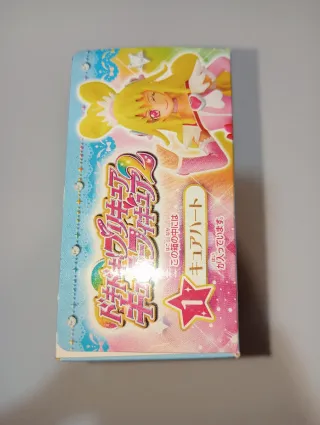 ドキドキ!プリキュア
キューティーフィギュア2
この箱の中には
1 キュアハート
が入っています。